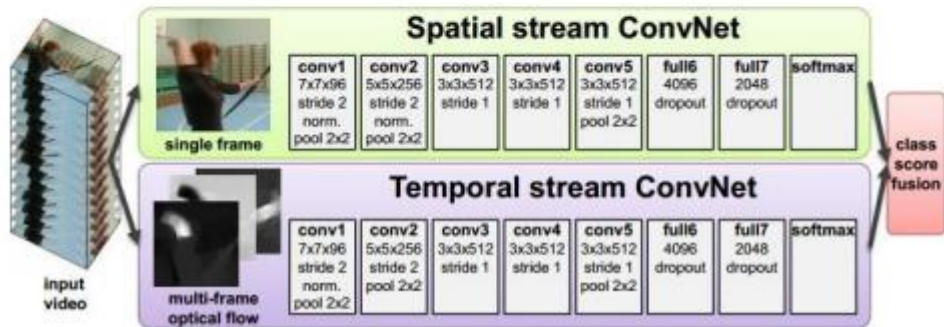 Spatial stream ConvNet
single frame
conv1
7x7x96
stride 2
norm.
pool 2x2
conv2
5x5x256
stride 2
norm.
pool 2x2
conv3
3x3x512
stride 1
conv4
3x3x512
stride 1
conv5
3x3x512
stride 1
pool 2x2
full6
4096
dropout
full7
2048
dropout
softmax
Temporal stream ConvNet
input
video
multi-frame
optical flow
conv1
7x7x96
stride 2
norm.
pool 2x2
conv2
5x5x256
stride 2
pool 2x2
conv3
3x3x512
stride 1
conv4
3x3x512
stride 1
conv5
3x3x512
stride 1
pool 2x2
full6
4096
dropout
full7
2048
dropout
softmax
class
score
fusion